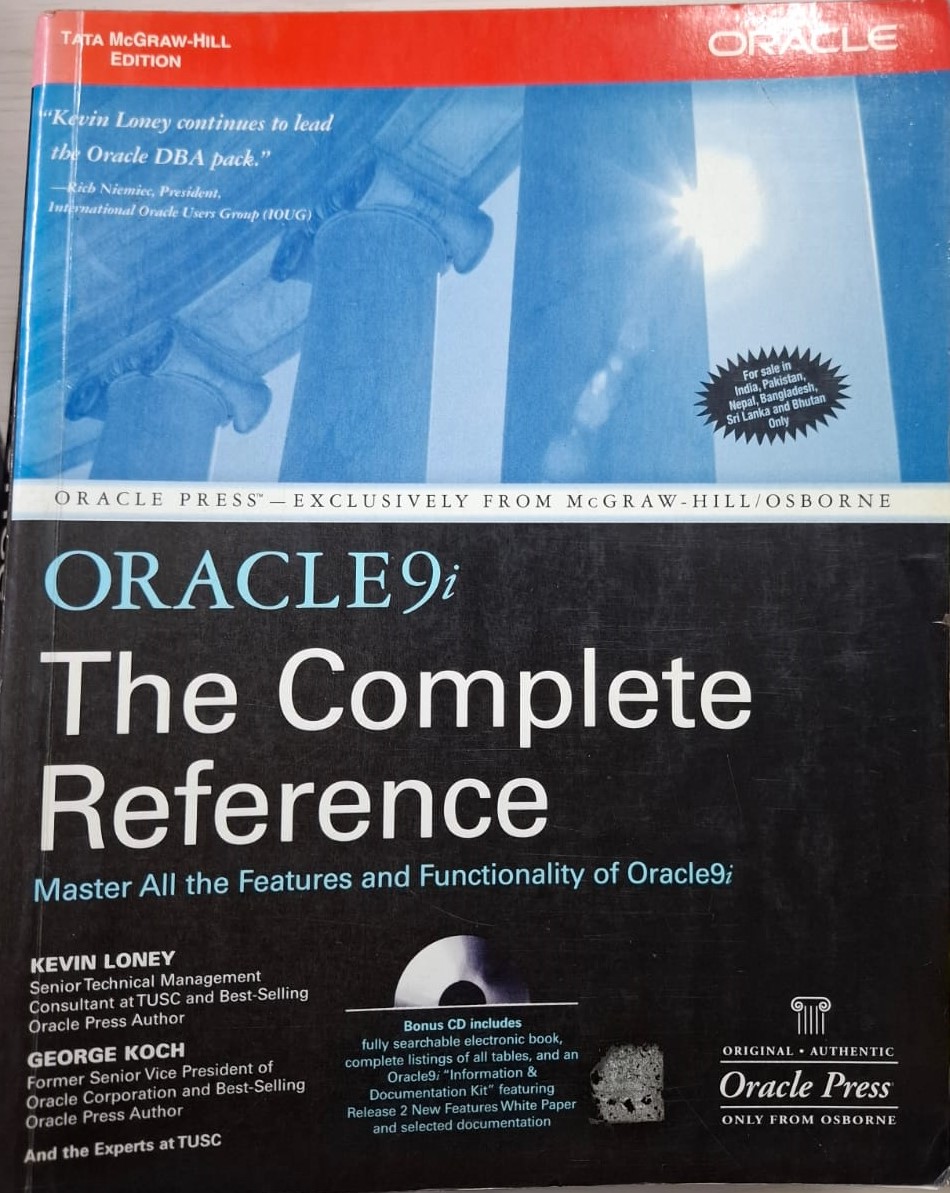 TATA MCGRAW-HILL
EDITION
ORACLE
"Kevin Loney continues to lead
the Oracle DBA pack."
—Rich Niemiec, President,
International Oracle Users Group (IOUG)
For sale in
India, Pakistan,
Nepal, Bangladesh,
Sri Lanka and Bhutan
Only
ORACLE PRESS™ — EXCLUSIVELY FROM McGRAW-HILL/OSBORNE
ORACLE9i
The Complete
Reference
Master All the Features and Functionality of Oracle9i
KEVIN LONEY
Senior Technical Management
Consultant at TUSC and Best-Selling
Oracle Press Author
GEORGE KOCH
Former Senior Vice President of
Oracle Corporation and Best-Selling
Oracle Press Author
And the Experts at TUSC
Bonus CD includes
fully searchable electronic book,
complete listings of all tables, and an
Oracle9i "Information &
Documentation Kit" featuring
Release 2 New Features White Paper
and selected documentation
ORIGINAL • AUTHENTIC
Oracle Press
ONLY FROM OSBORNE